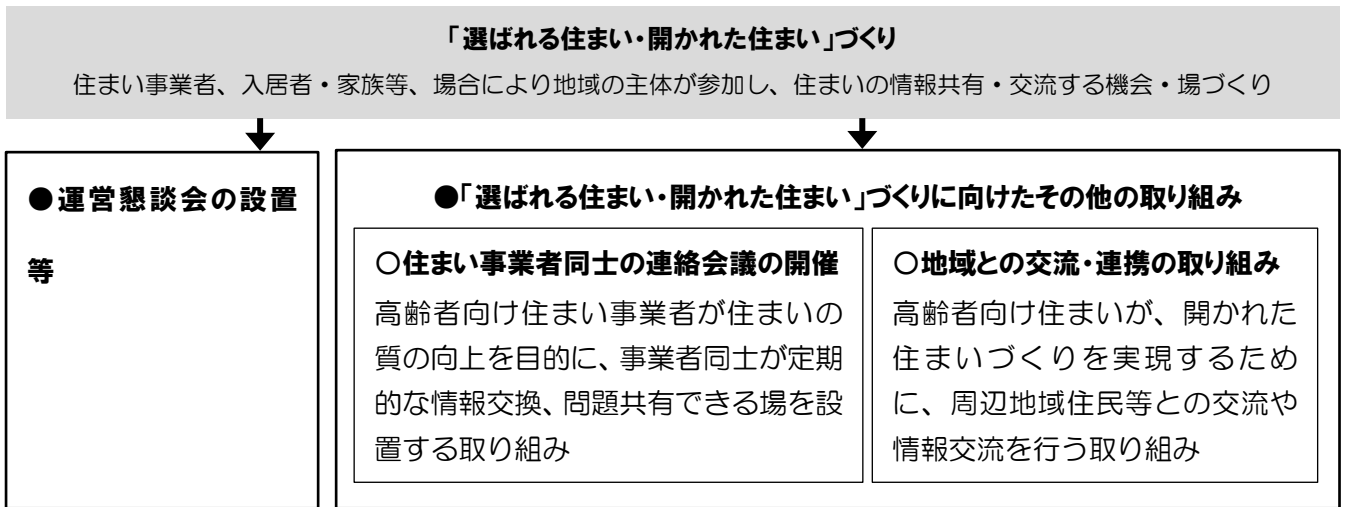 「選ばれる住まい・開かれた住まい」づくり
住まい事業者、入居者・家族等、場合により地域の主体が参加し、住まいの情報共有・交流する機会・場づくり
●運営懇談会の設置
等
●「選ばれる住まい・開かれた住まい」づくりに向けたその他の取り組み
○住まい事業者同士の連絡会議の開催
高齢者向け住まい事業者が住まいの
質の向上を目的に、事業者同士が定期
的な情報交換、問題共有できる場を設
置する取り組み
○地域との交流・連携の取り組み
高齢者向け住まいが、開かれた
住まいづくりを実現するため
に、周辺地域住民等との交流や
情報交流を行う取り組み